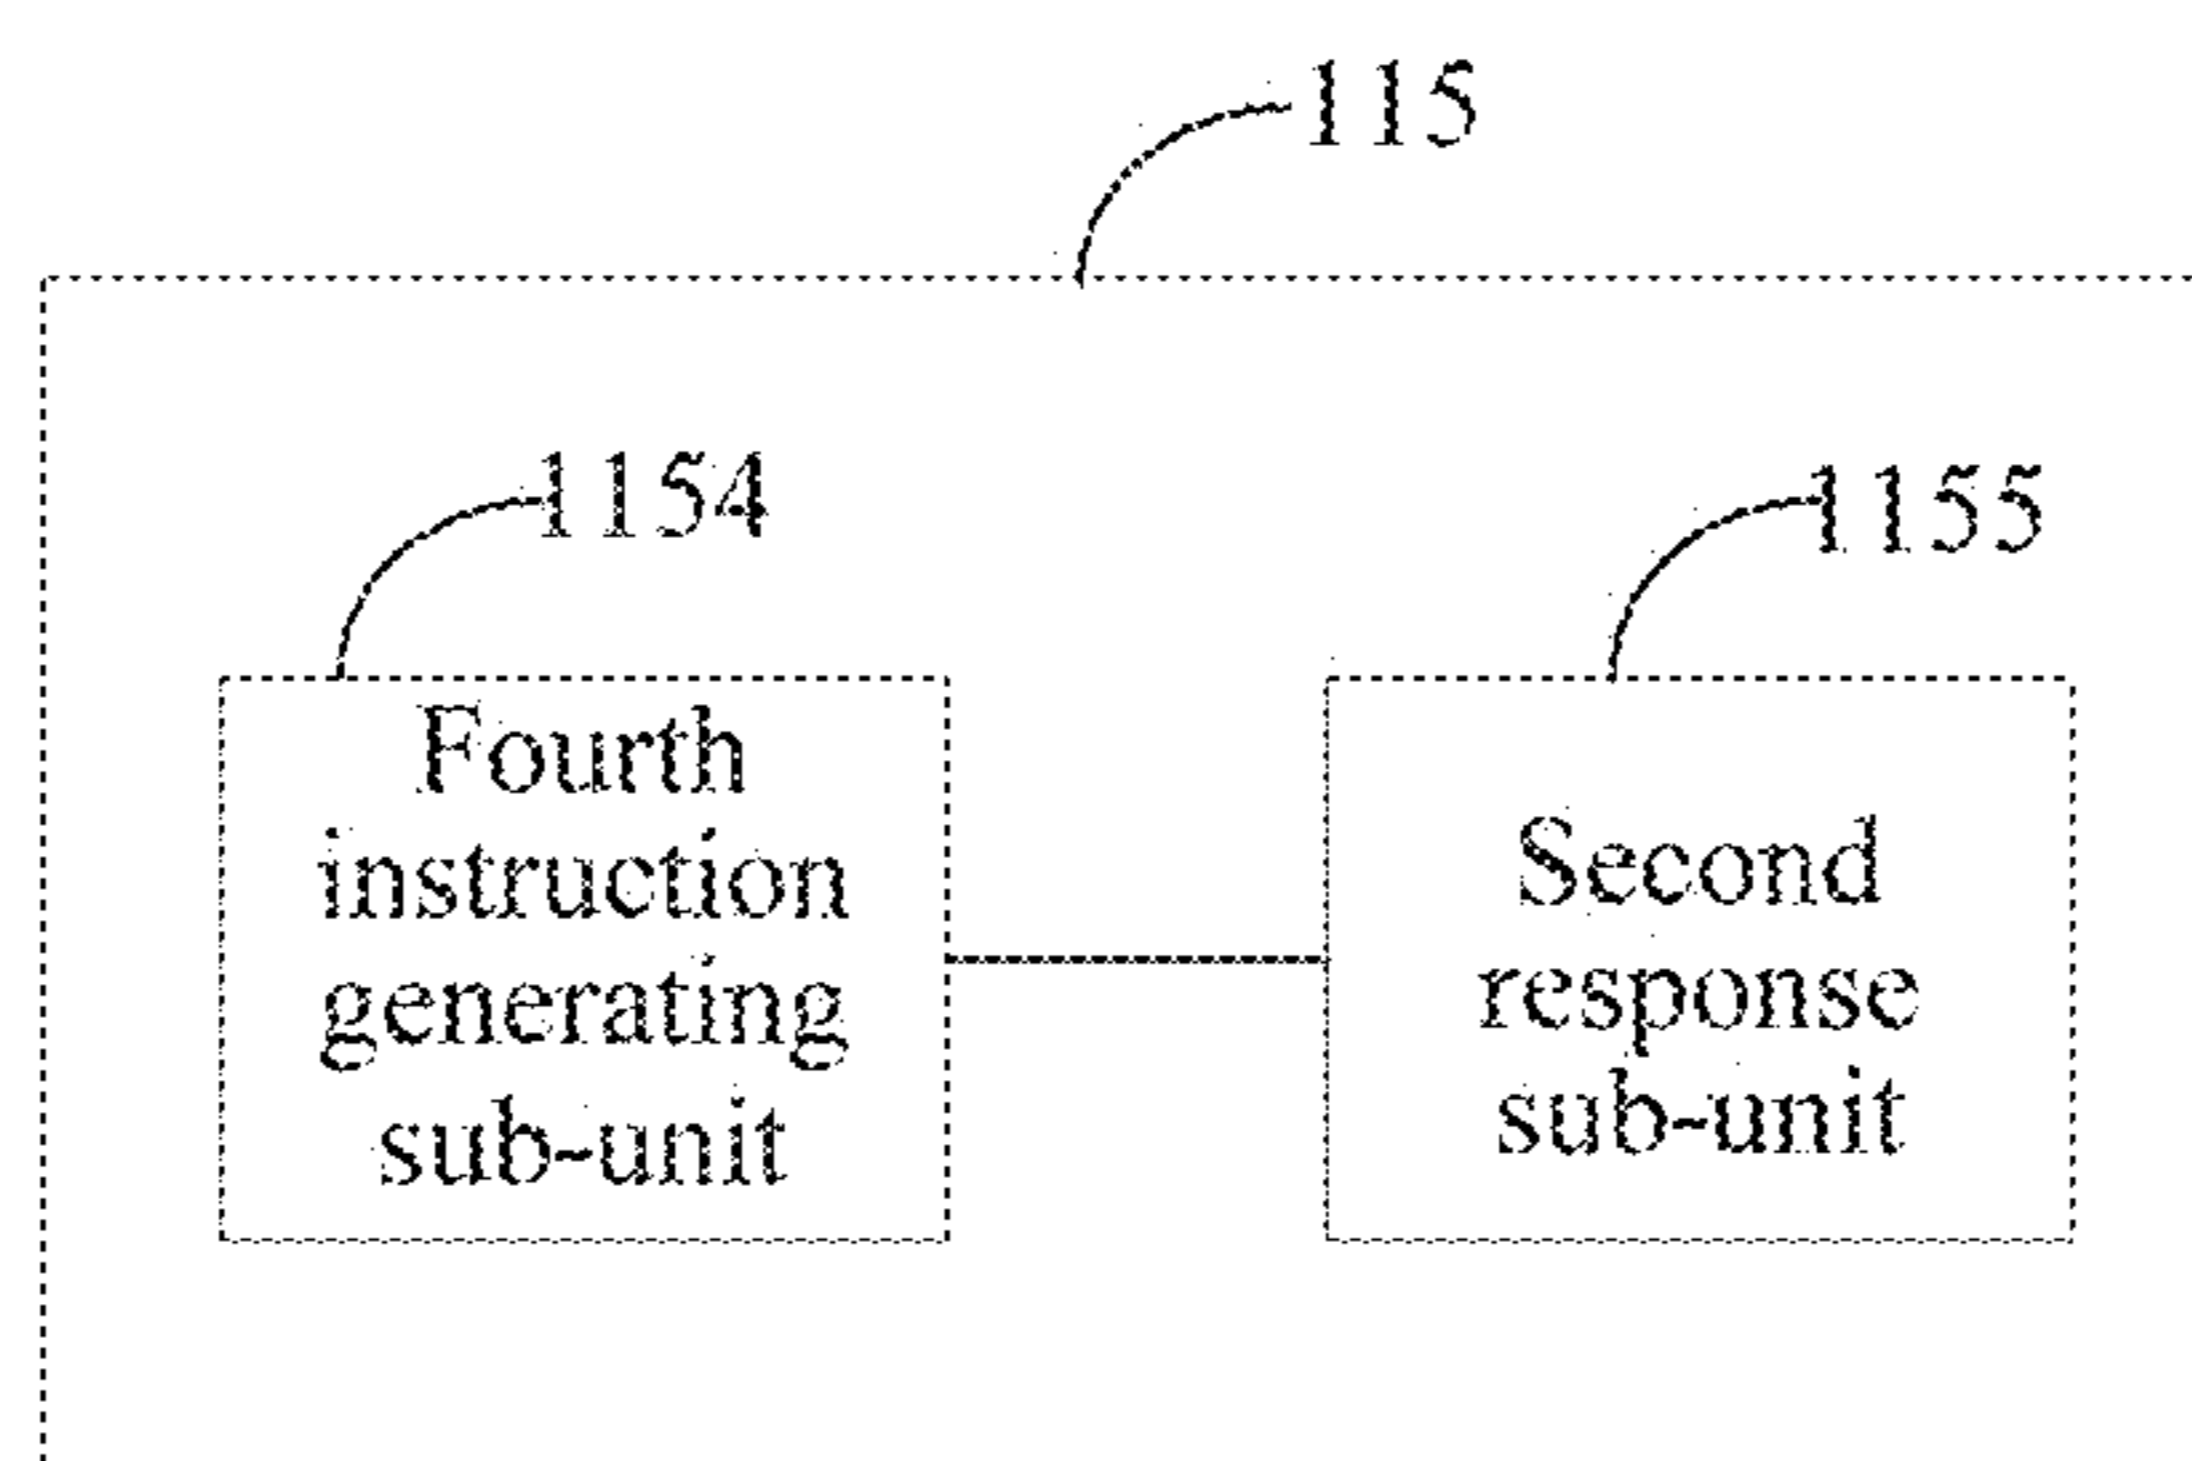 115
1154
1155
Fourth
instruction
generating
sub-unit
Second
response
sub-unit